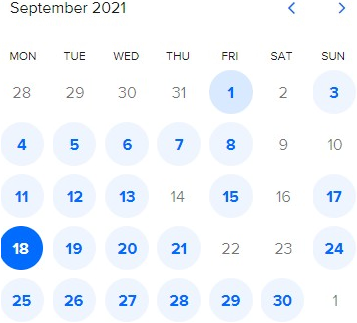 September 2021
MON TUE WED THU FRI SAT SUN
28 29 30 31 1 2 3
4 5 6 7 8 9 10
11 12 13 14 15 16 17
18 19 20 21 22 23 24
25 26 27 28 29 30 1